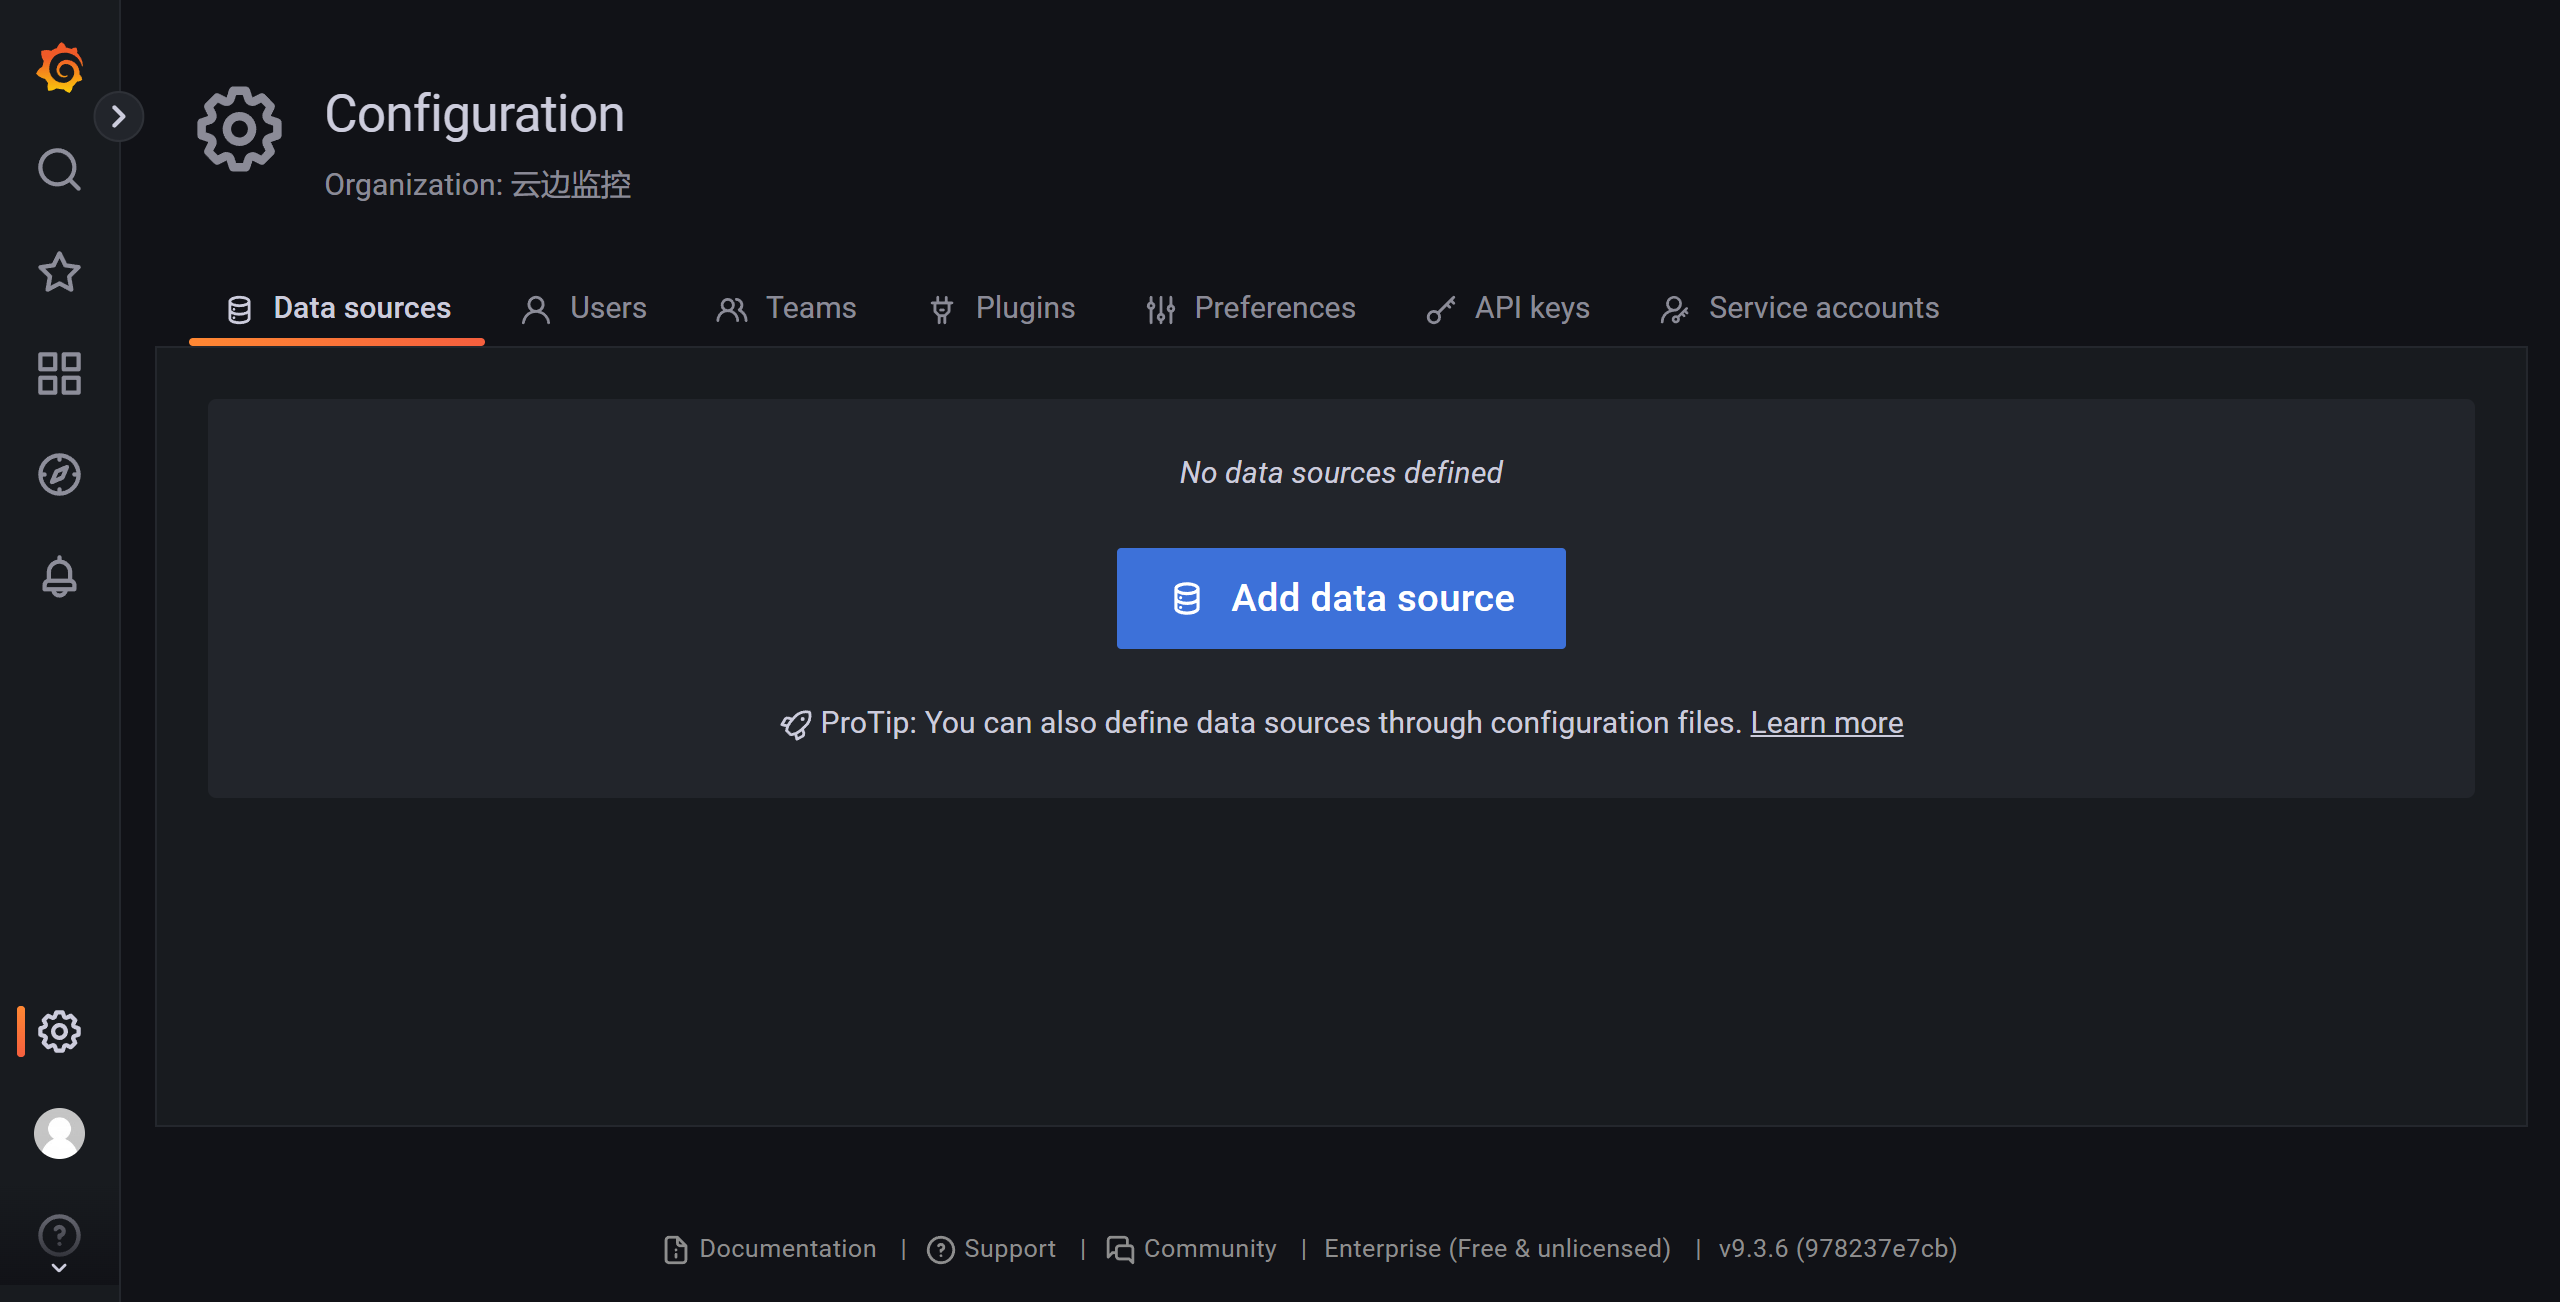 Configuration
Organization: 云边监控
Data sources Users Teams Plugins Preferences API keys Service accounts
No data sources defined
Add data source
ProTip: You can also define data sources through configuration files. Learn more
Documentation | Support | Community | Enterprise (Free & unlicensed) | v9.3.6 (978237e7cb)